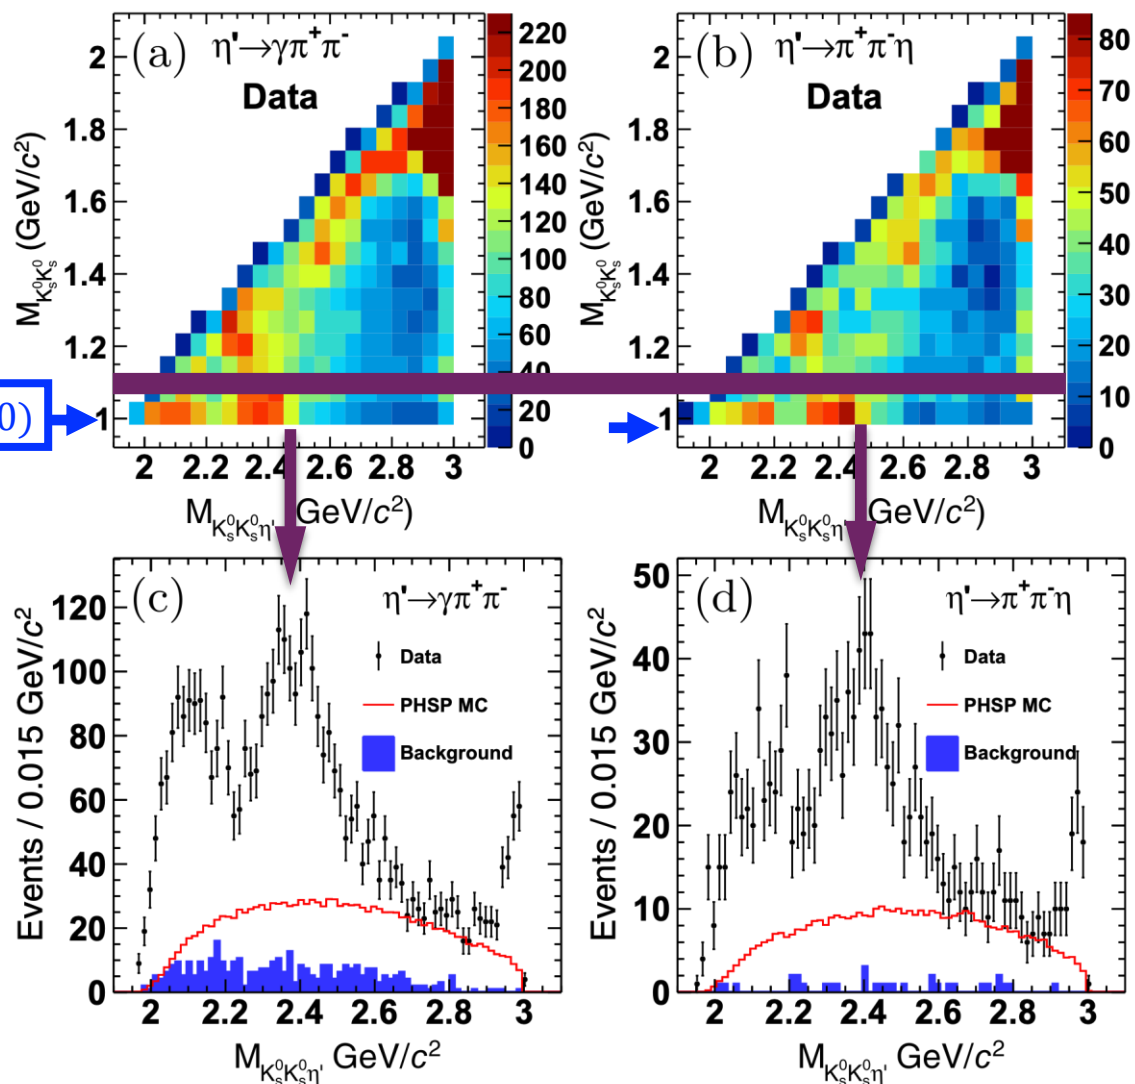 (a) η'→γπ⁺π⁻
Data
M_{K_s^0K_s^0} (GeV/c²)
2
1.8
1.6
1.4
1.2
1
2 2.2 2.4 2.6 2.8 3
M_{K_s^0K_s^0η'} GeV/c²)
220
200
180
160
140
120
100
80
60
40
20
0
(b) η'→π⁺π⁻η
Data
M_{K_s^0K_s^0} (GeV/c²)
2
1.8
1.6
1.4
1.2
1
2 2.2 2.4 2.6 2.8 3
M_{K_s^0K_s^0η'} GeV/c²)
80
70
60
50
40
30
20
10
0
0)
(c) η'→γπ⁺π⁻
Data
PHSP MC
Background
Events / 0.015 GeV/c²
120
100
80
60
40
20
0
2 2.2 2.4 2.6 2.8 3
M_{K_s^0K_s^0η'} GeV/c²
(d) η'→π⁺π⁻η
Data
PHSP MC
Background
Events / 0.015 GeV/c²
50
40
30
20
10
0
2 2.2 2.4 2.6 2.8 3
M_{K_s^0K_s^0η'} GeV/c²